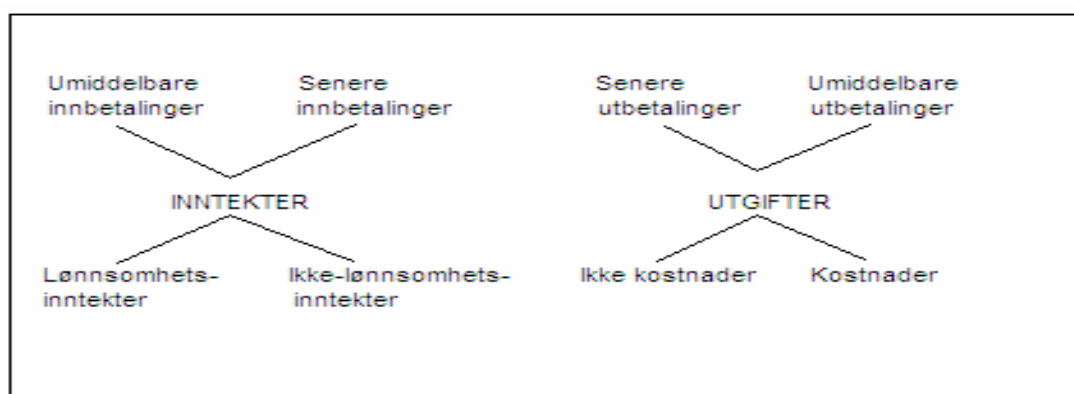 Umiddelbare
innbetalinger
Senere
innbetalinger
Senere
utbetalinger
Umiddelbare
utbetalinger
INNTEKTER
UTGIFTER
Lønnsomhets-
inntekter
Ikke-lønnsomhets-
inntekter
Ikke kostnader
Kostnader